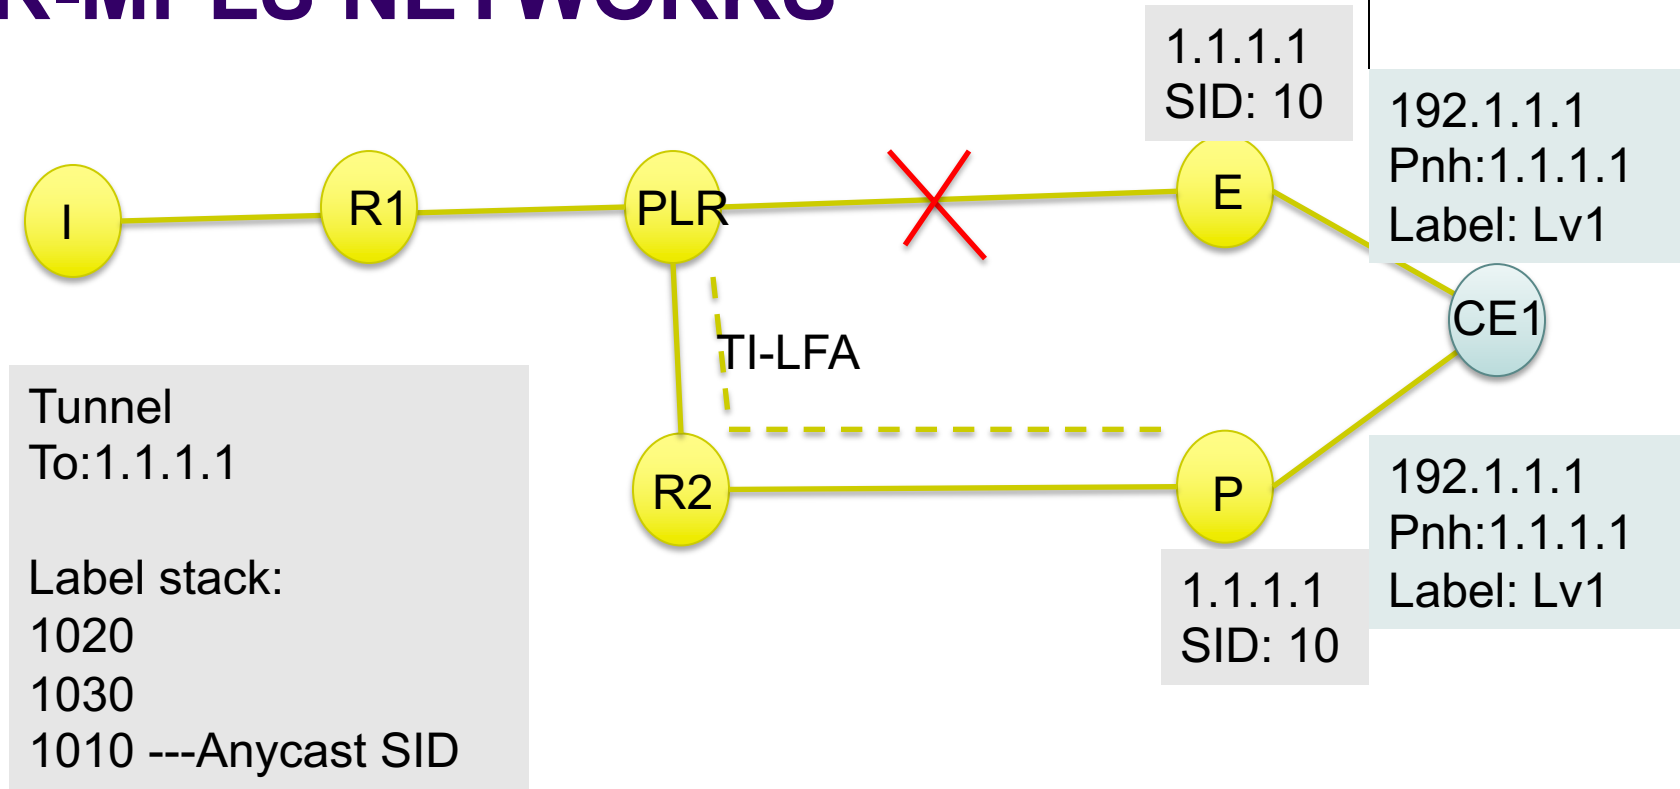 R-MPLS NETWORKS
1.1.1.1
SID: 10
192.1.1.1
Pnh:1.1.1.1
Label: Lv1
I
R1
PLR
E
CE1
TI-LFA
Tunnel
To:1.1.1.1
Label stack:
1020
1030
1010 ---Anycast SID
R2
P
192.1.1.1
Pnh:1.1.1.1
Label: Lv1
1.1.1.1
SID: 10